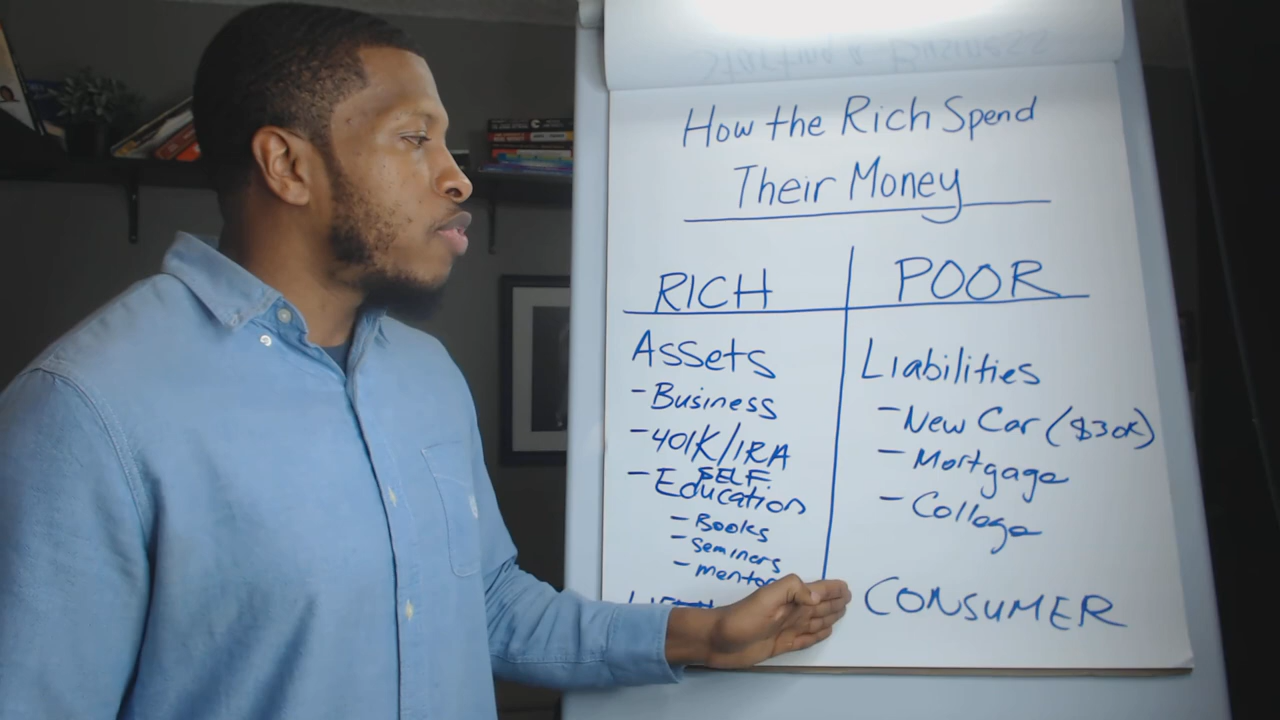 How the Rich Spend
Their Money
RICH
Assets
- Business
- 401K/IRA
SELF
- Education
- Books
- Seminers
POOR
Liabilities
- New Car ($30K)
- Mortgage
- College
CONSUMER